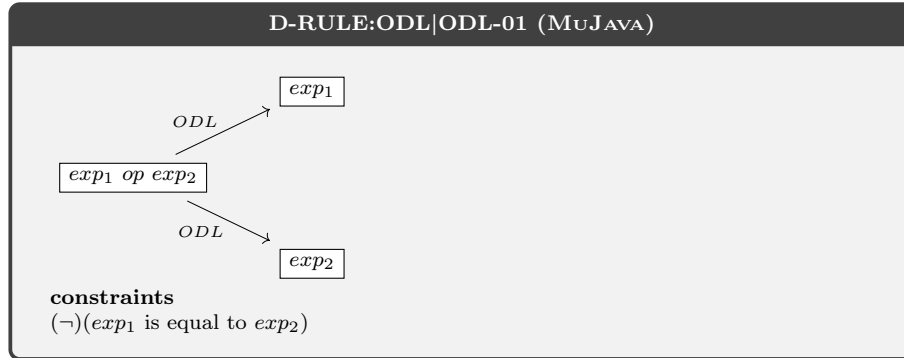 D-RULE:ODL|ODL-01 (MUJAVA)
exp₁
ODL
exp₁ op exp₂
ODL
exp₂
constraints
(¬)(exp₁ is equal to exp₂)